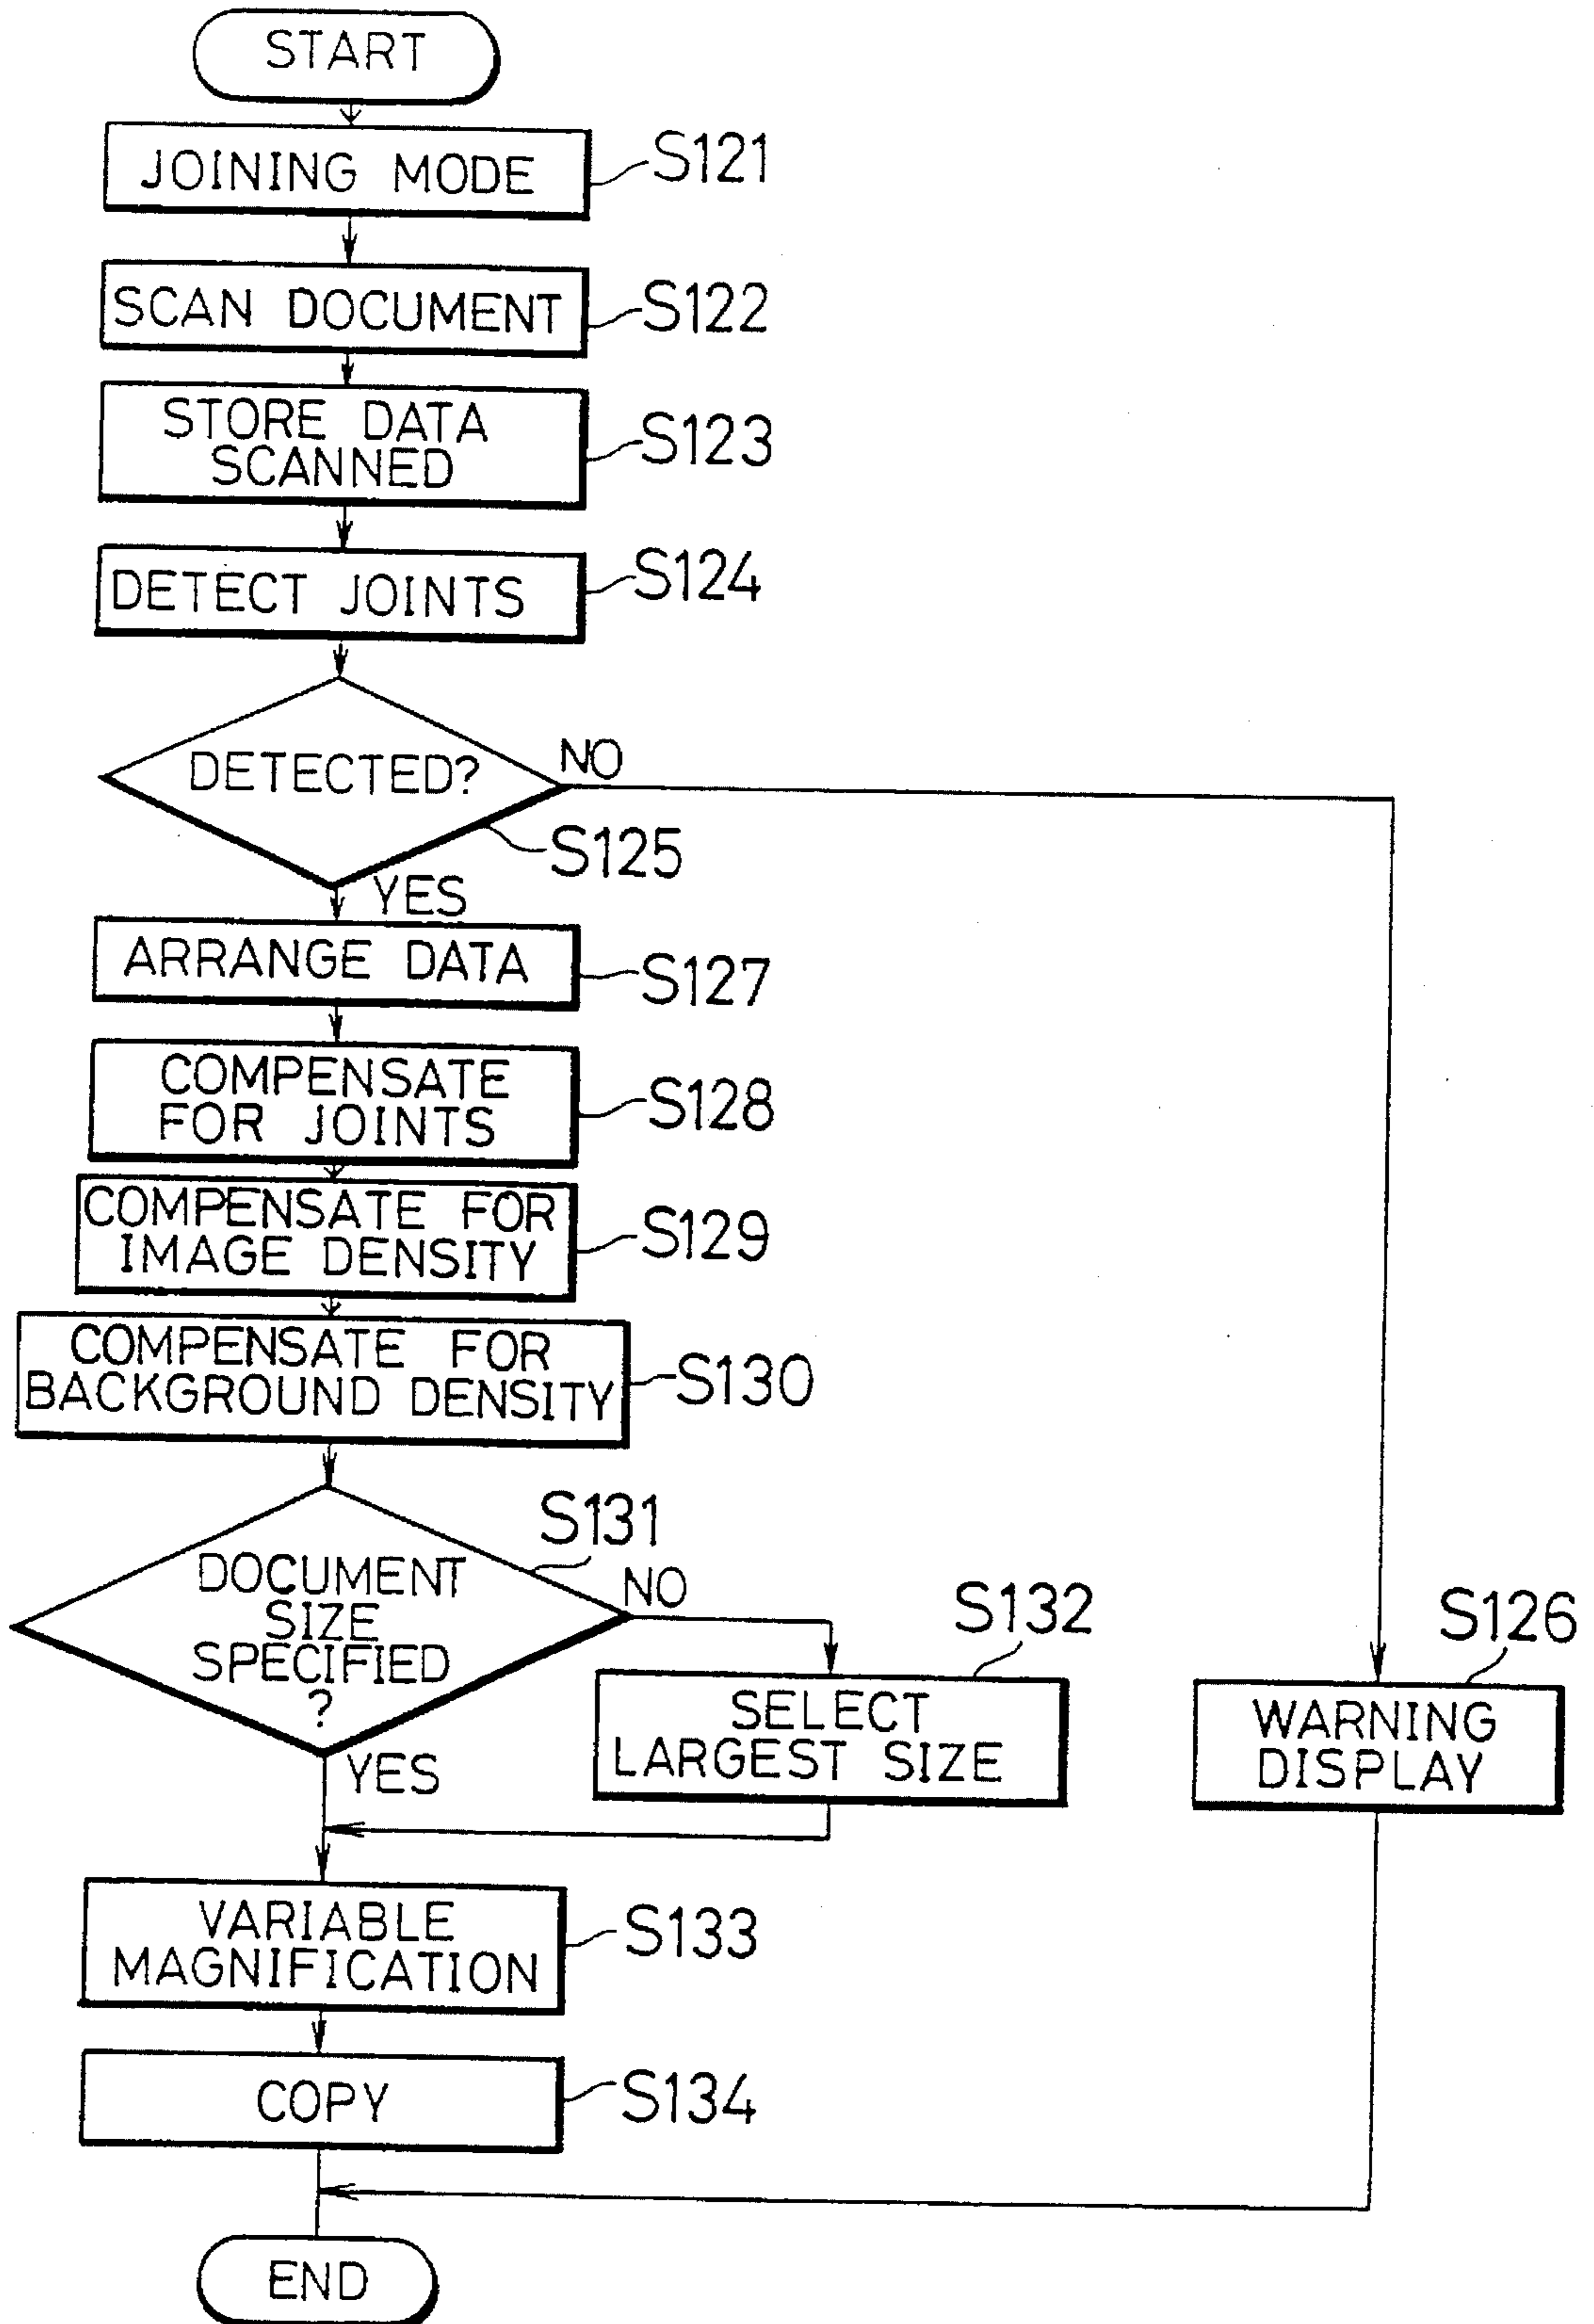 START
JOINING MODE
S121
SCAN DOCUMENT
S122
STORE DATA
SCANNED
S123
DETECT JOINTS
S124
DETECTED?
NO
S125
YES
ARRANGE DATA
S127
COMPENSATE
FOR JOINTS
S128
COMPENSATE FOR
IMAGE DENSITY
S129
COMPENSATE FOR
BACKGROUND DENSITY
S130
S131
DOCUMENT
SIZE
SPECIFIED
?
NO
YES
S132
SELECT
LARGEST SIZE
S126
WARNING
DISPLAY
VARIABLE
MAGNIFICATION
S133
COPY
S134
END